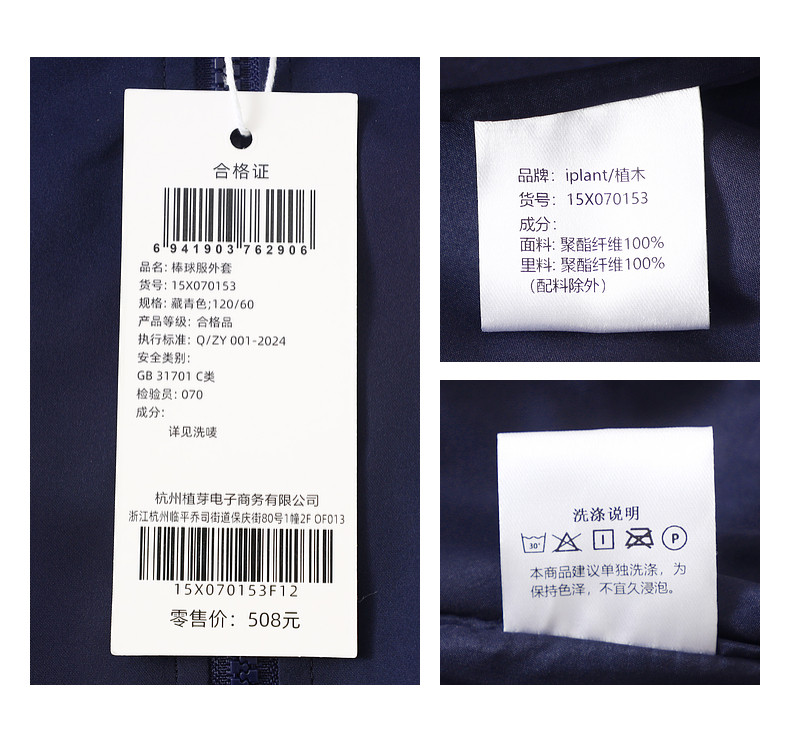 合格证
6 941903 762906
品名: 棒球服外套
货号: 15X070153
规格: 藏青色;120/60
产品等级: 合格品
执行标准: Q/ZY 001-2024
安全类别:
GB 31701 C类
检验员: 070
成分:
详见洗唛
杭州植芽电子商务有限公司
浙江杭州临平乔司街道保庆街80号1幢2F OF013
15X070153F12
零售价: 508元
品牌: iplant/植木
货号: 15X070153
成分:
面料: 聚酯纤维100%
里料: 聚酯纤维100%
(配料除外)
洗涤说明
30° P
本商品建议单独洗涤，为
保持色泽，不宜久浸泡。